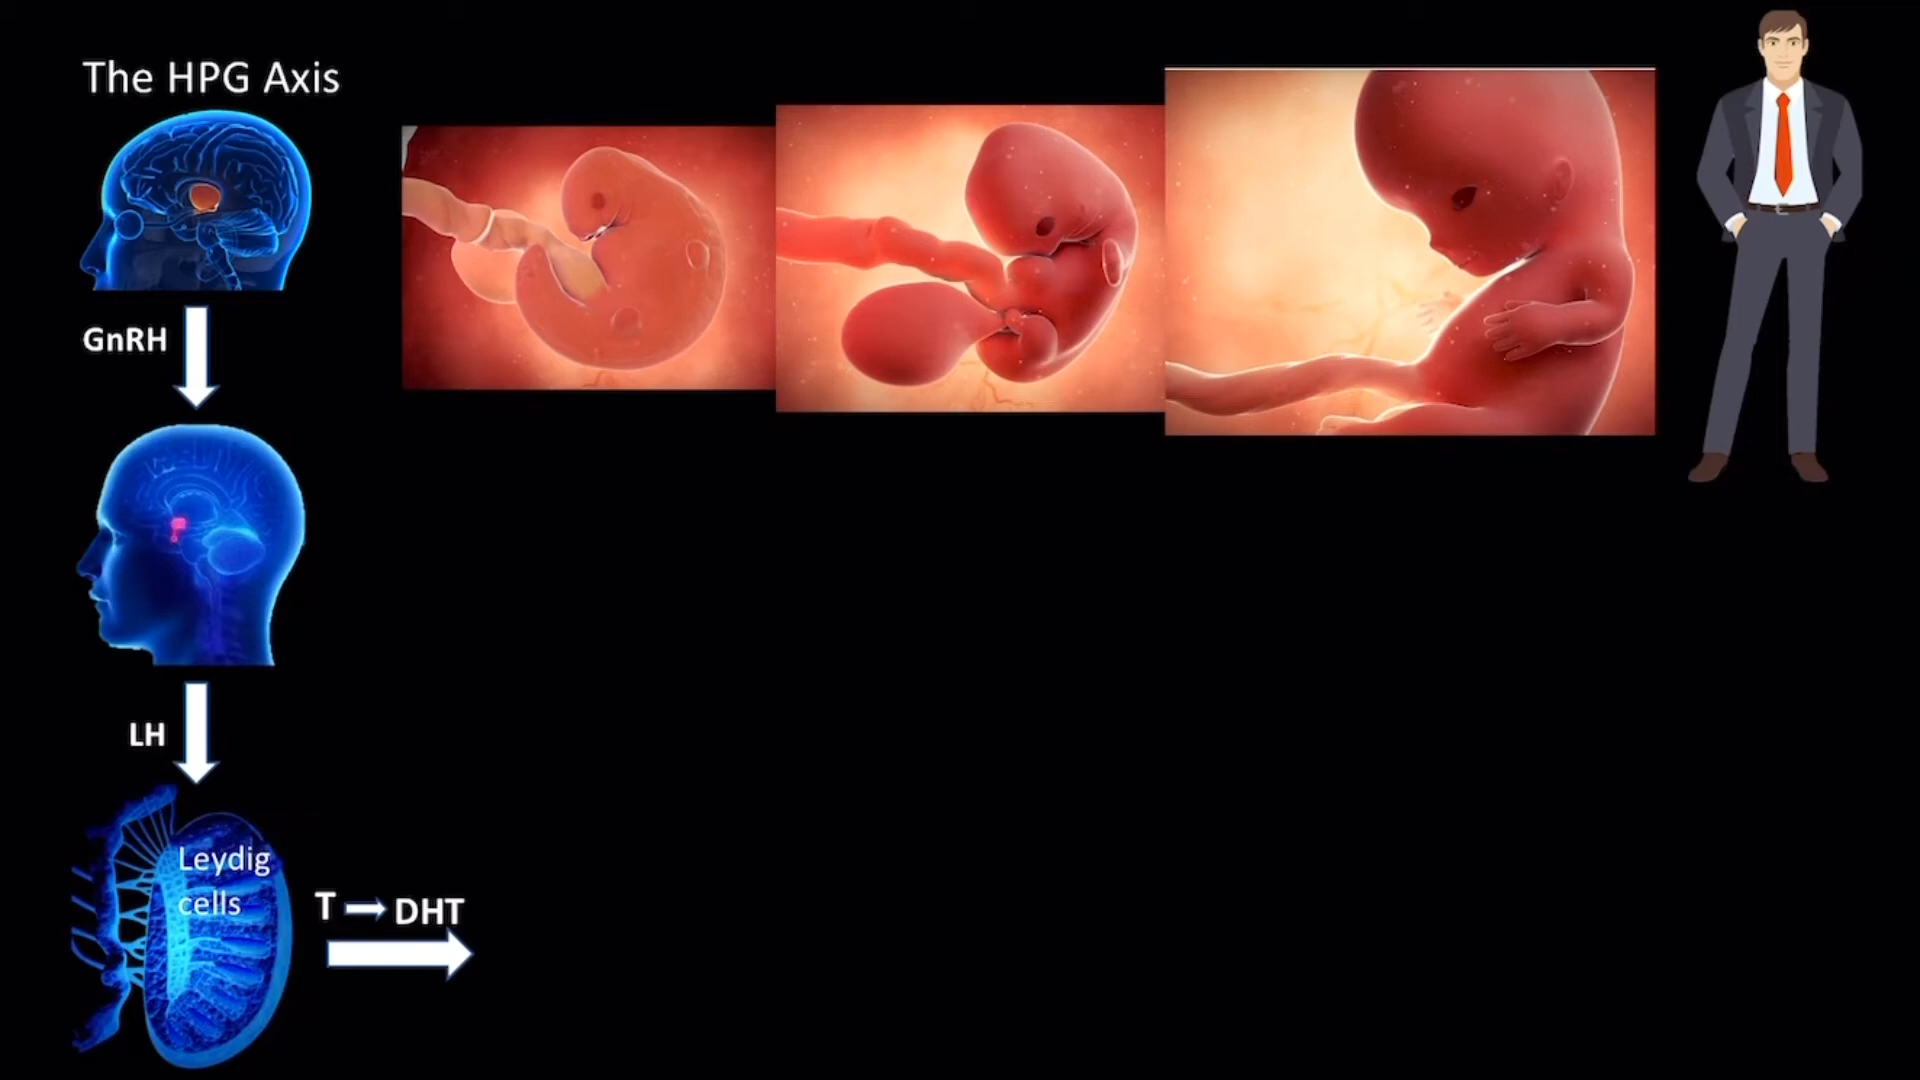 The HPG Axis
GnRH
LH
Leydig
cells
T
DHT